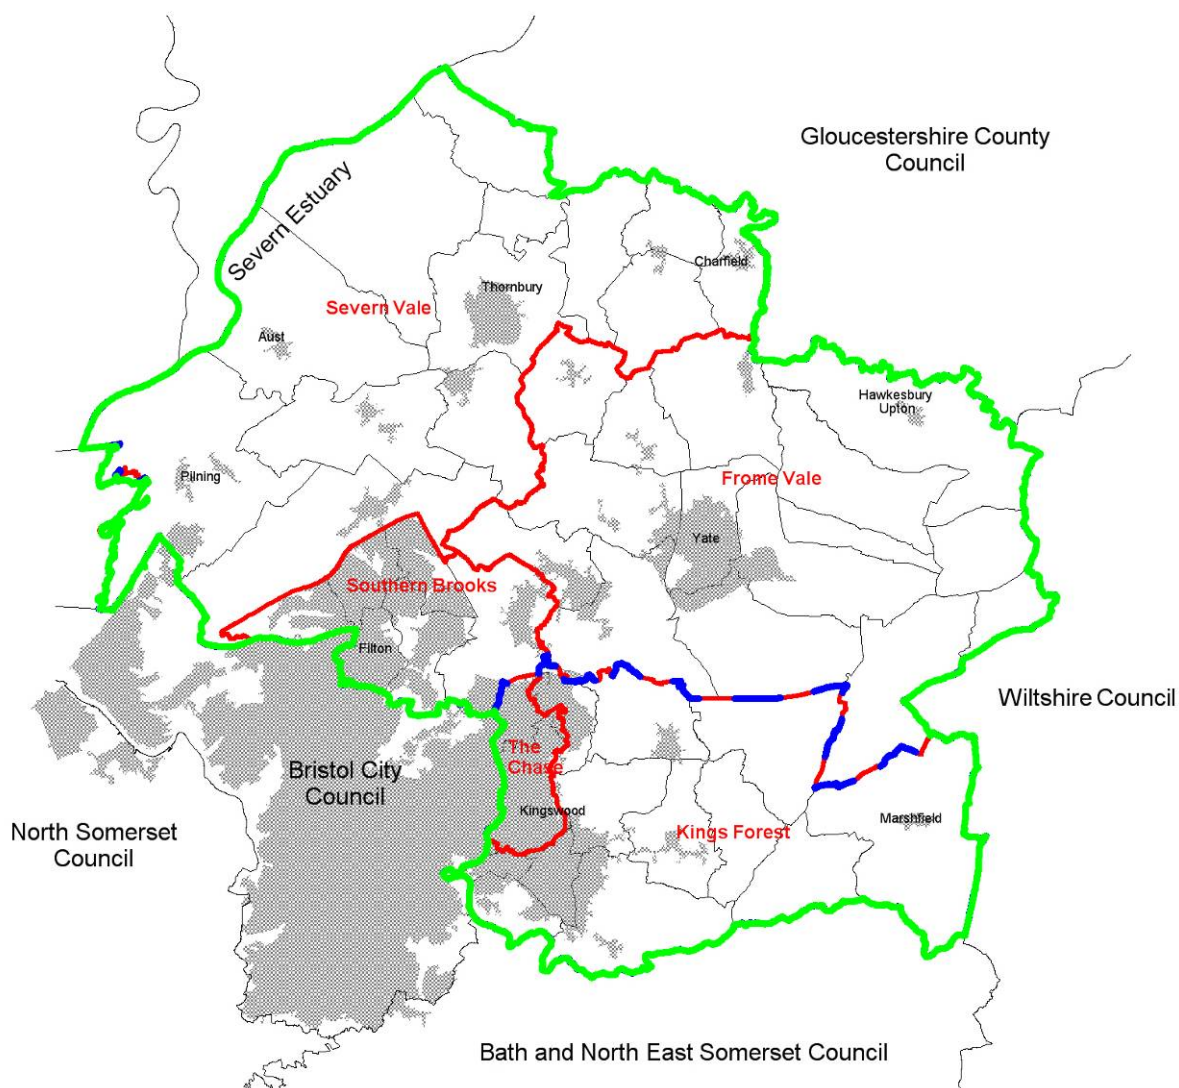 Gloucestershire County
Council
Severn Estuary
Charfield
Thornbury
Severn Vale
Aust
Hawkesbury
Upton
Pilning
Frome Vale
Yate
Southern Brooks
Filton
Wiltshire Council
The
Chase
Bristol City
Council
Kingswood
Marshfield
Kings Forest
North Somerset
Council
Bath and North East Somerset Council